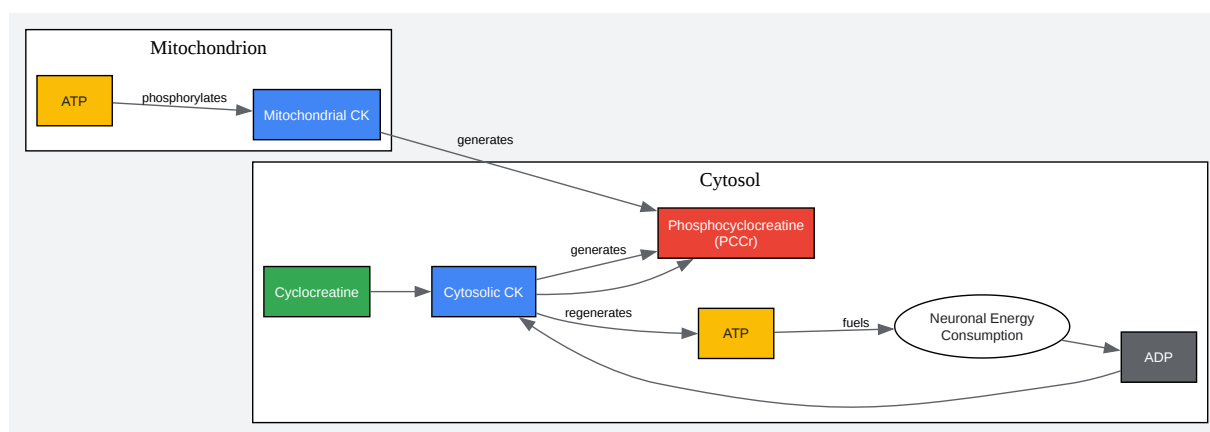 Mitochondrion
ATP
phosphorylates
Mitochondrial CK
generates
Cytosol
Phosphocyclocreatine
(PCCr)
generates
Cyclocreatine
Cytosolic CK
regenerates
ATP
fuels
Neuronal Energy
Consumption
ADP